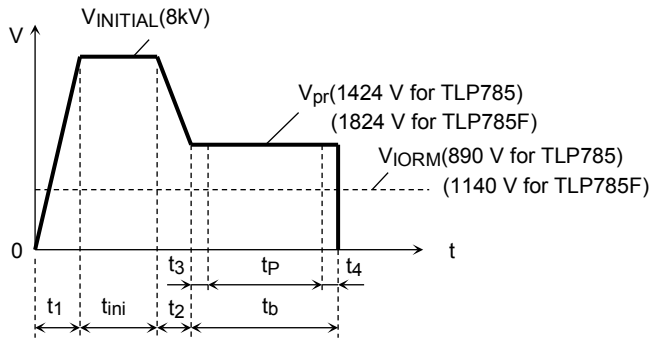 VINITIAL(8kV)
V
Vpr(1424 V for TLP785)
(1824 V for TLP785F)
VIORM(890 V for TLP785)
(1140 V for TLP785F)
0
t
t3
tP
t4
t1
tini
t2
tb